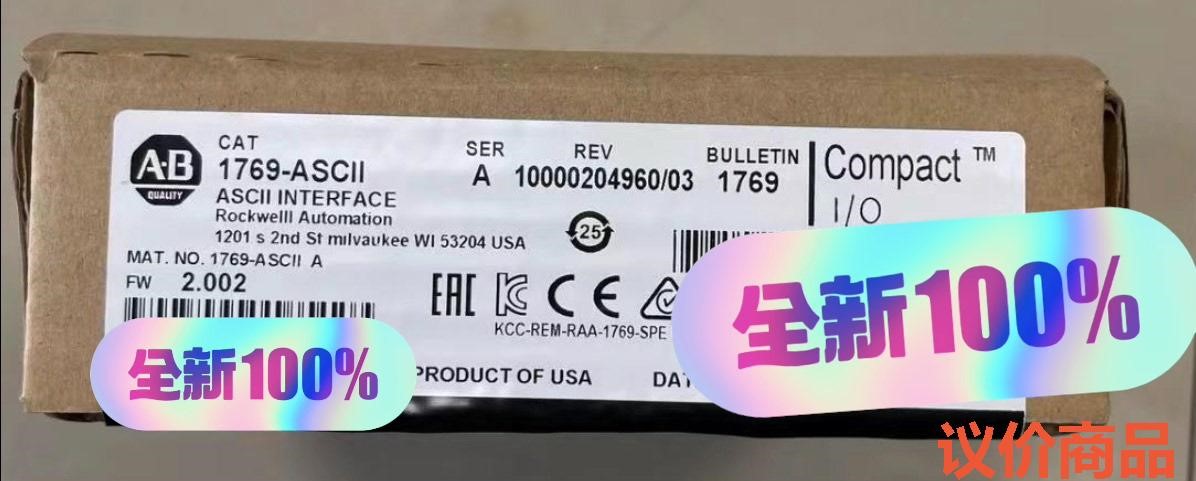 A·B
QUALITY
CAT
1769-ASCII
ASCII INTERFACE
Rockwelll Automation
1201 s 2nd St milvaukee WI 53204 USA
MAT. NO. 1769-ASCII A
FW 2.002
SER
A
REV
10000204960/03
BULLETIN
1769
Compact ™
I/O
25
EAC
KC
CE
KCC-REM-RAA-1769-SPE
PRODUCT OF USA
全新100%
全新100%
议价商品